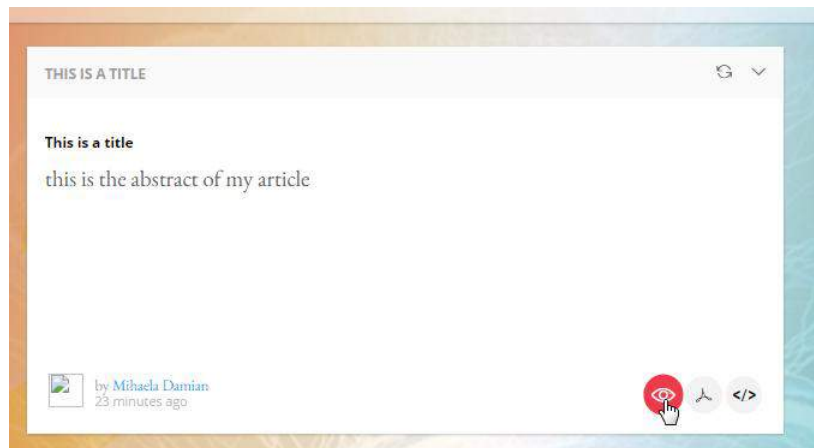 THIS IS A TITLE
This is a title
this is the abstract of my article
by Mihaela Damian
23 minutes ago
</>